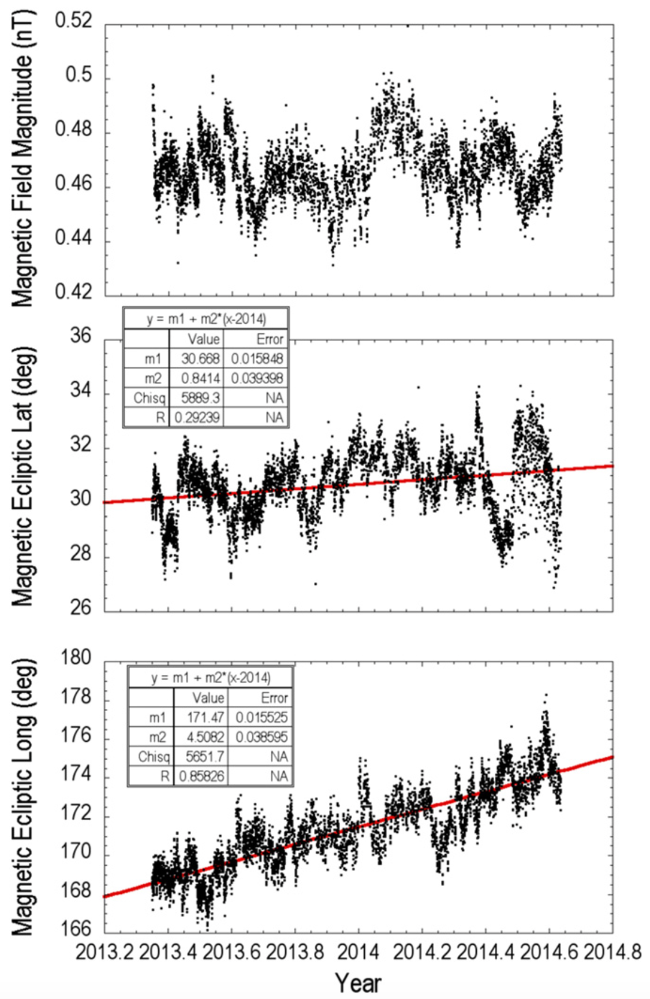 Magnetic Field Magnitude (nT)
0.52
0.5
0.48
0.46
0.44
0.42
Magnetic Ecliptic Lat (deg)
36
34
32
30
28
26
y = m1 + m2*(x-2014)
Value Error
m1 30.668 0.015848
m2 0.8414 0.039398
Chisq 5889.3 NA
R 0.29239 NA
Magnetic Ecliptic Long (deg)
180
178
176
174
172
170
168
166
y = m1 + m2*(x-2014)
Value Error
m1 171.47 0.015525
m2 4.5082 0.038595
Chisq 5651.7 NA
R 0.85826 NA
2013.2 2013.4 2013.6 2013.8 2014 2014.2 2014.4 2014.6 2014.8
Year